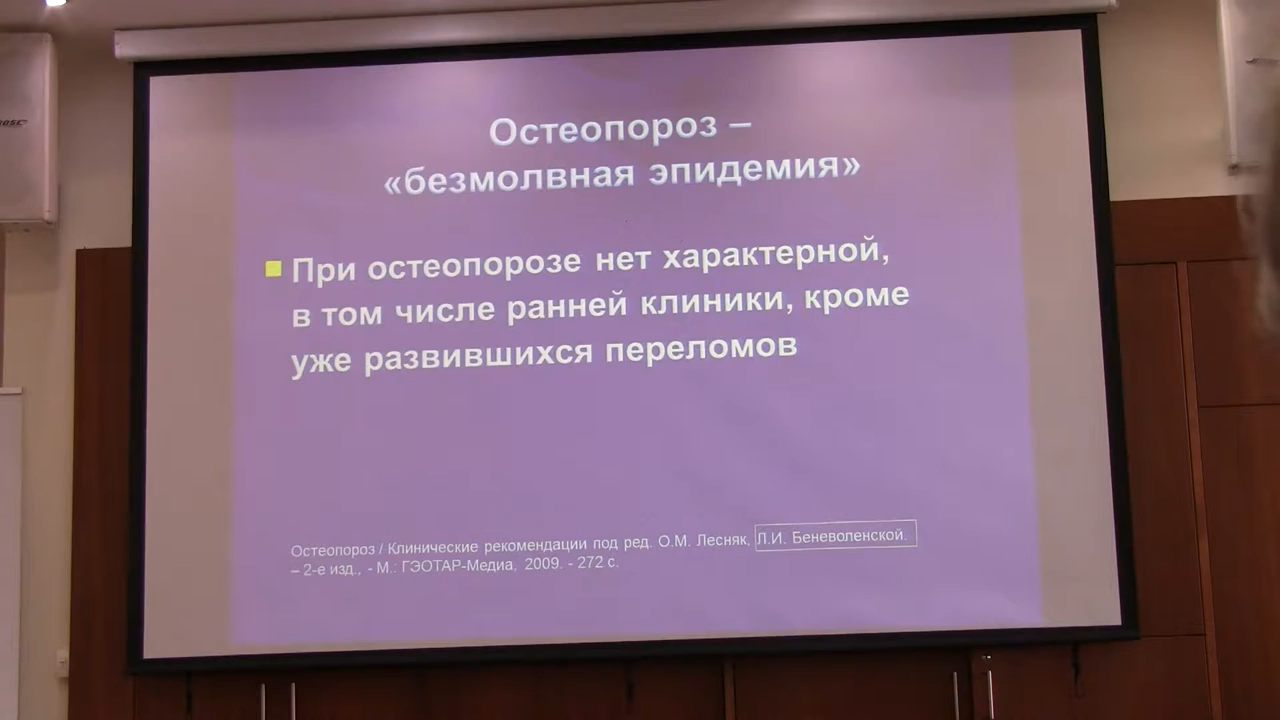 Остеопороз –
«безмолвная эпидемия»
При остеопорозе нет характерной,
в том числе ранней клиники, кроме
уже развившихся переломов
Остеопороз / Клинические рекомендации под ред. О.М. Лесняк, Л.И. Беневоленской.
– 2-е изд., - М.: ГЭОТАР-Медиа, 2009. - 272 с.